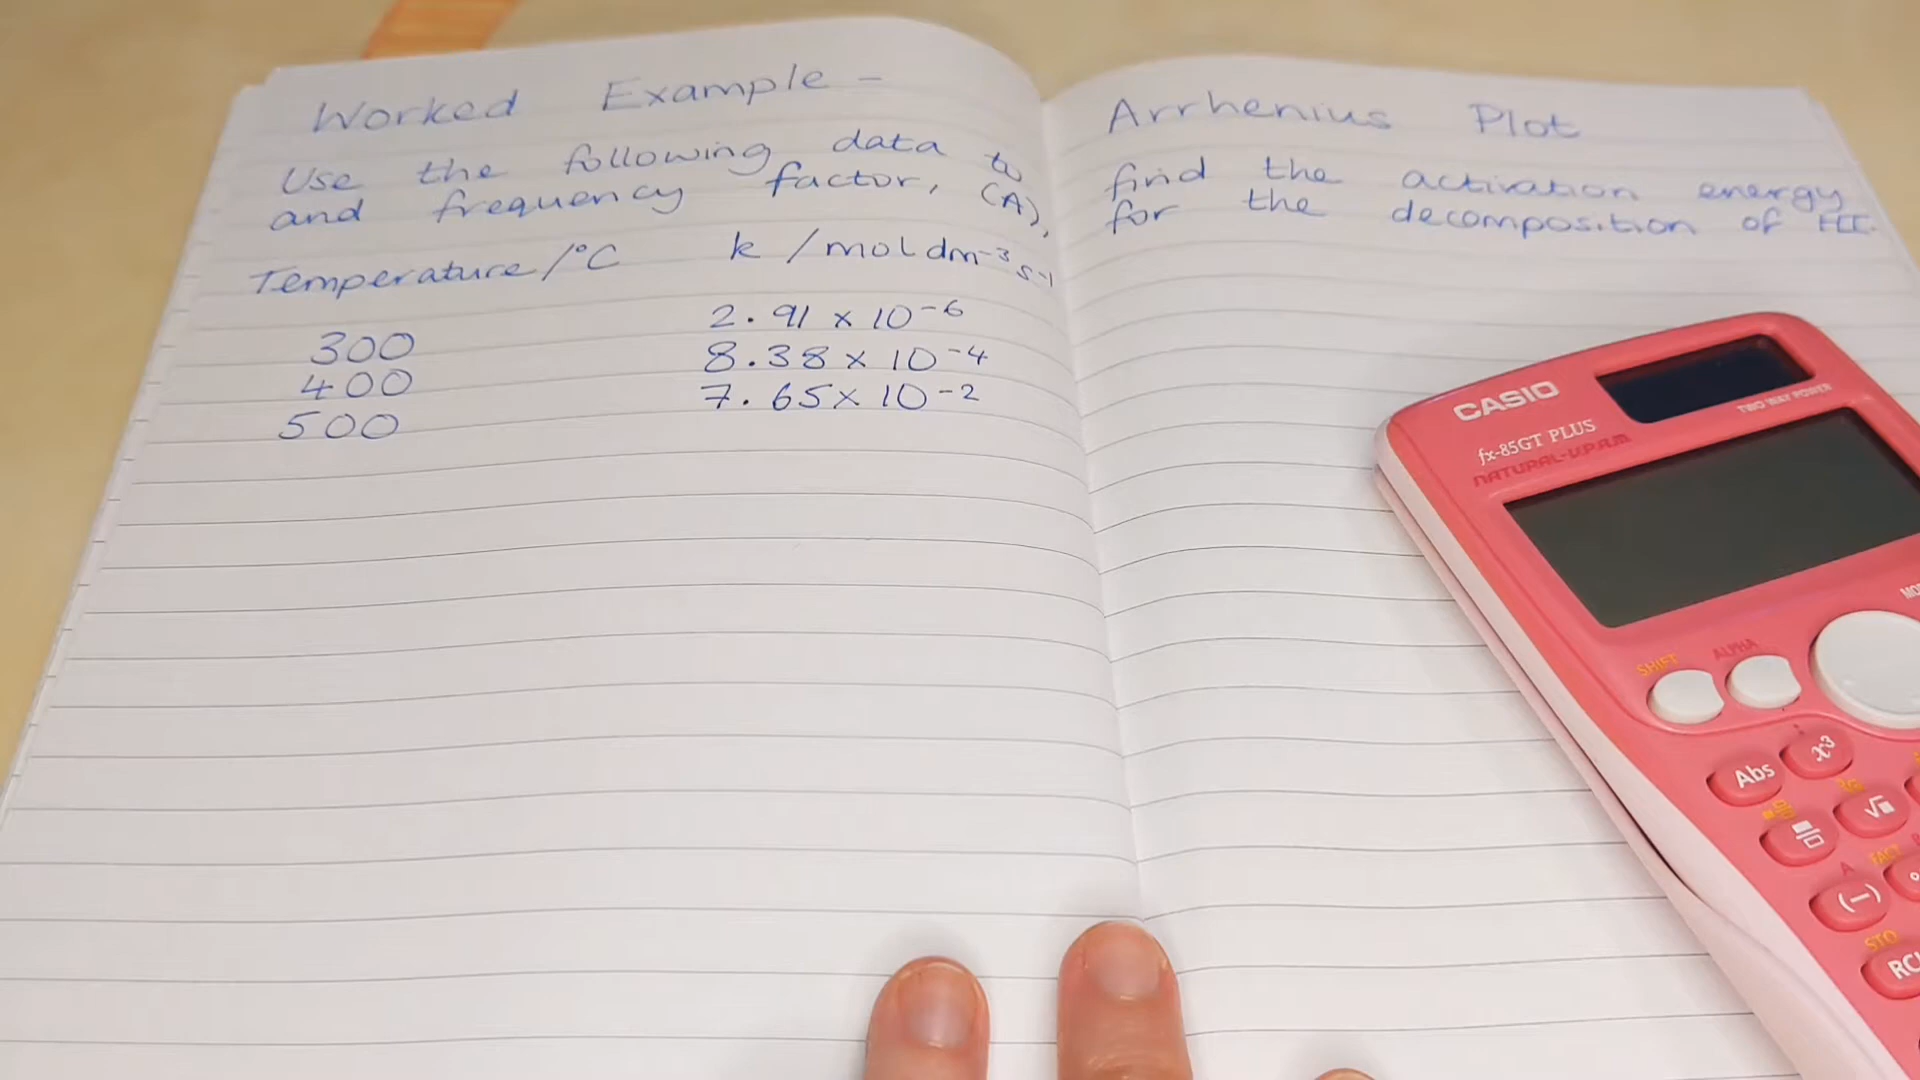 Worked Example - Arrhenius Plot
Use the following data to find the activation energy
and frequency factor, (A), for the decomposition of HI.
Temperature/°C k/mol dm⁻³ s⁻¹
300 2.91 x 10⁻⁶
400 8.38 x 10⁻⁴
500 7.65 x 10⁻²
CASIO
TWO WAY POWER
fx-85GT PLUS
NATURAL-V.P.A.M.
SHIFT ALPHA
Abs x³
√
A FACT
(-)
STO